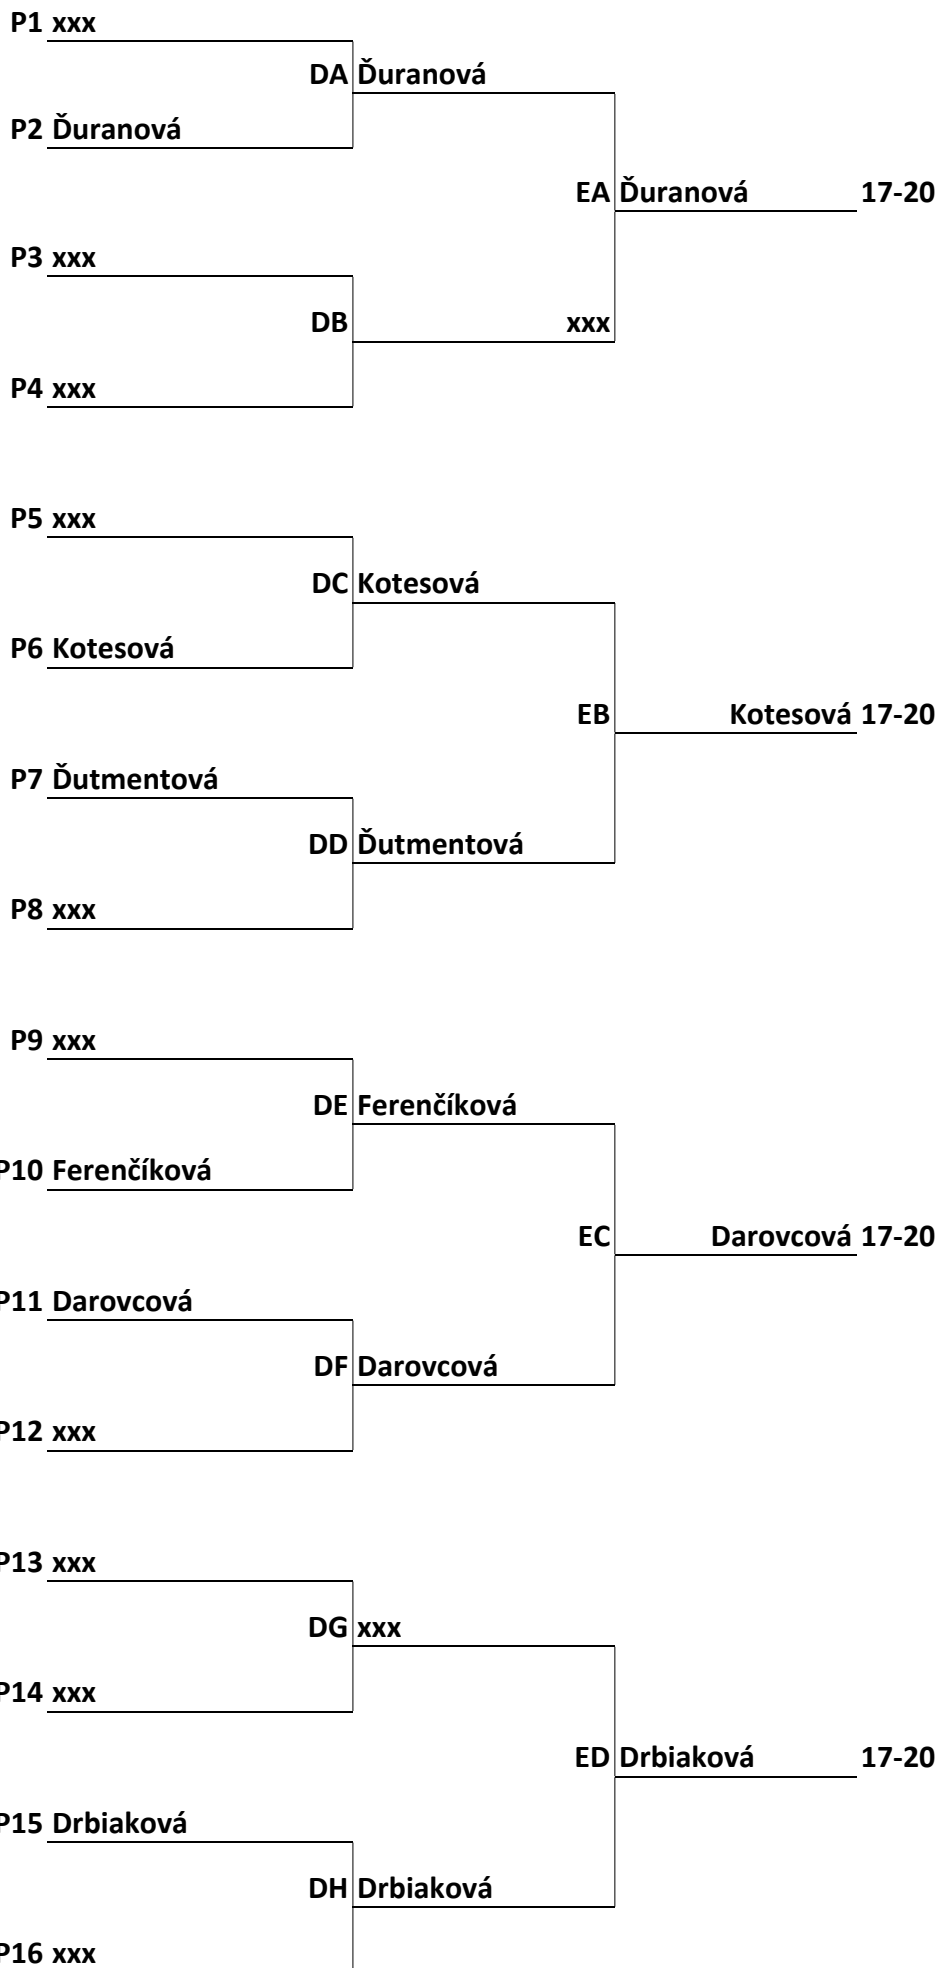 P1 xxx
DA Ďuranová
P2 Ďuranová
EA Ďuranová 17-20
P3 xxx
DB xxx
P4 xxx
P5 xxx
DC Kotesová
P6 Kotesová
EB Kotesová 17-20
P7 Ďutmentová
DD Ďutmentová
P8 xxx
P9 xxx
DE Ferenčíková
P10 Ferenčíková
EC Darovcová 17-20
P11 Darovcová
DF Darovcová
P12 xxx
P13 xxx
DG xxx
P14 xxx
ED Drbiaková 17-20
P15 Drbiaková
DH Drbiaková
P16 xxx